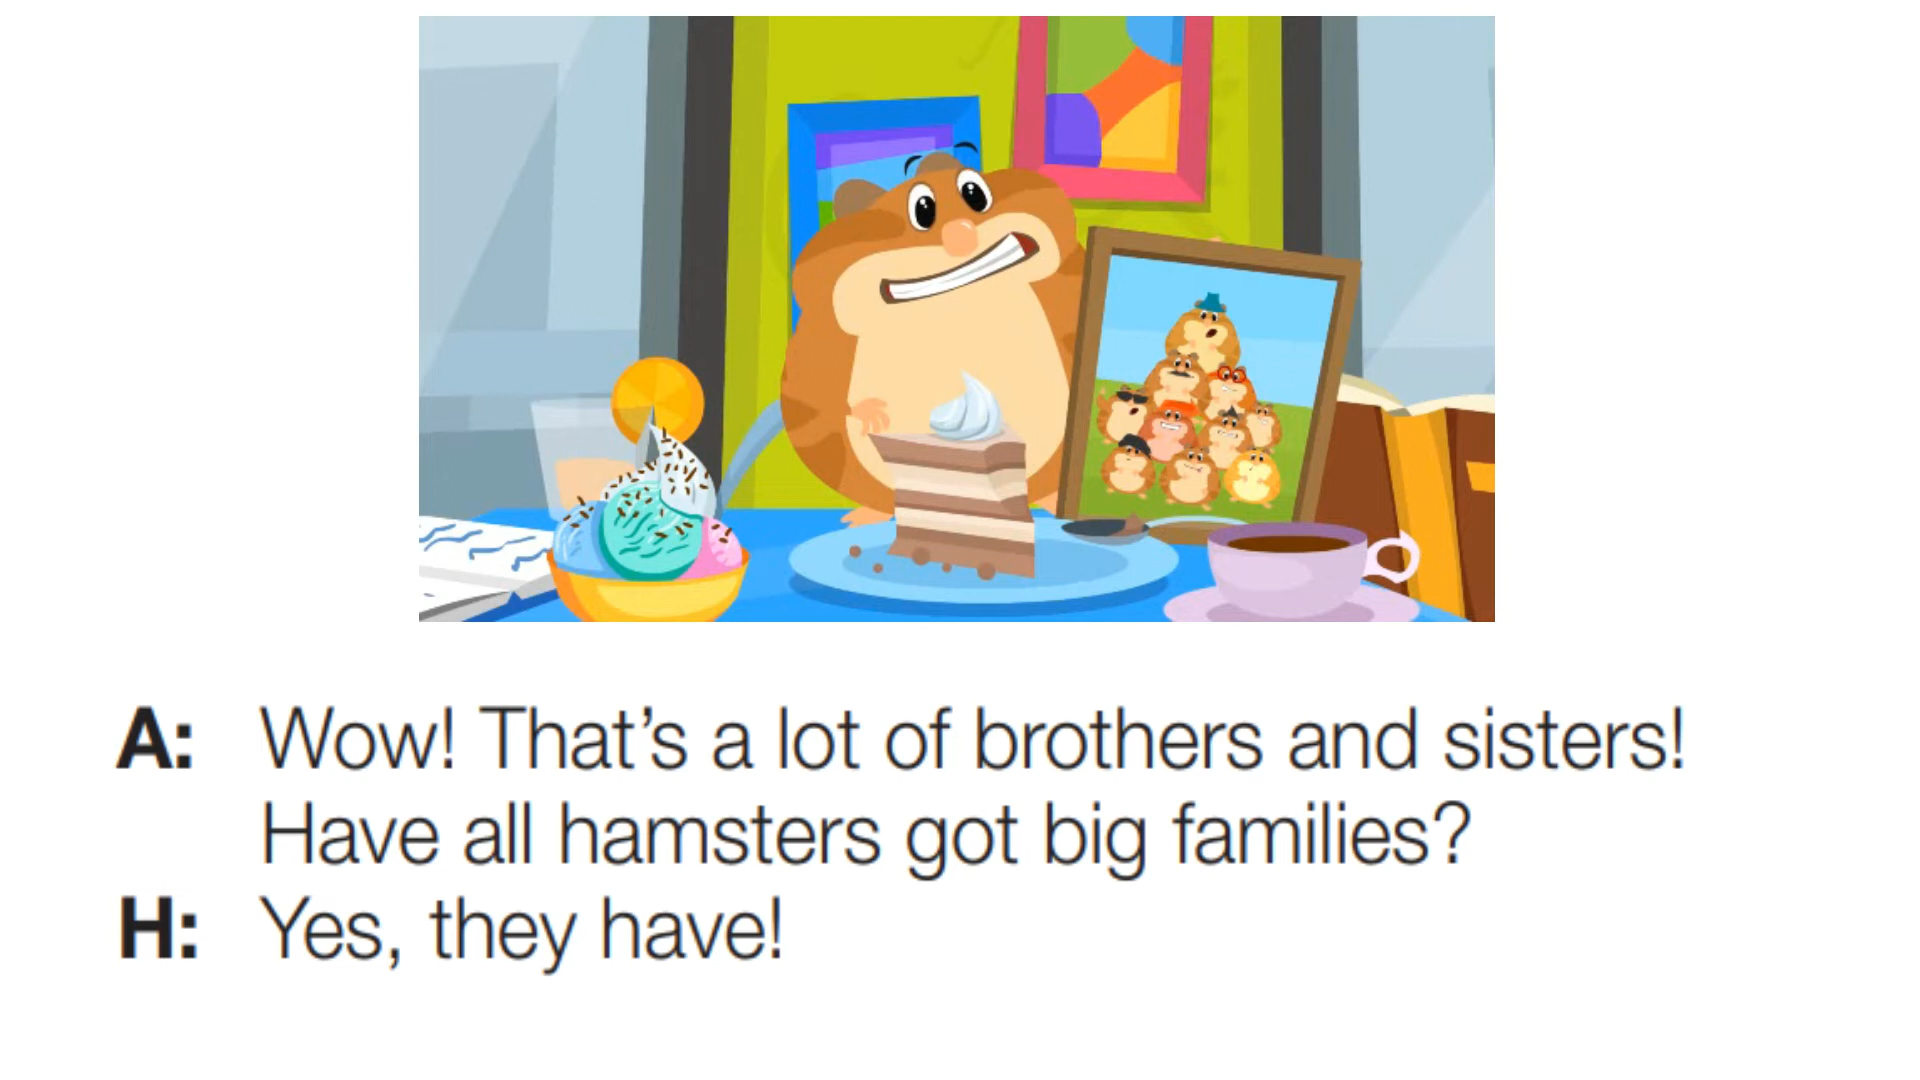 A: Wow! That’s a lot of brothers and sisters!
Have all hamsters got big families?
H: Yes, they have!